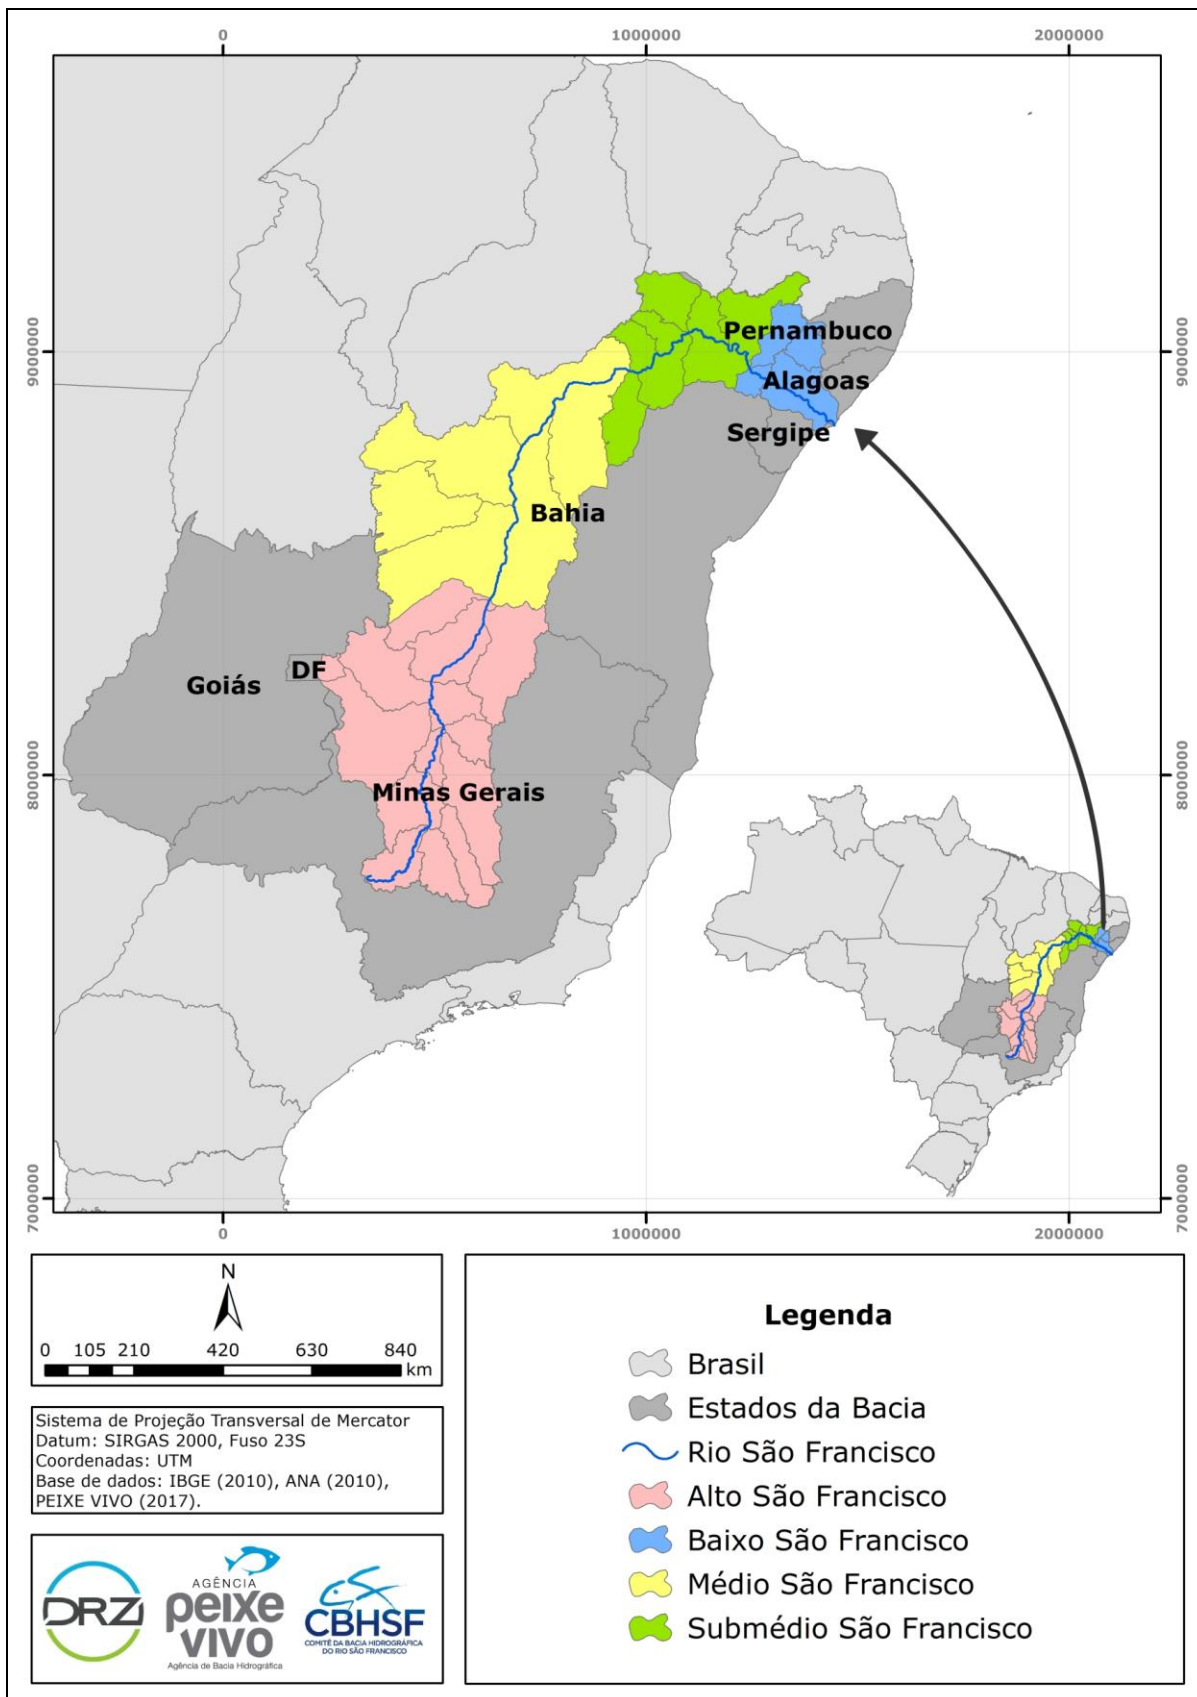 0 1000000 2000000
9000000 9000000
8000000 8000000
7000000 7000000
Pernambuco
Alagoas
Sergipe
Bahia
DF
Goiás
Minas Gerais
0 1000000 2000000
N
0 105 210 420 630 840
km
Sistema de Projeção Transversal de Mercator
Datum: SIRGAS 2000, Fuso 23S
Coordenadas: UTM
Base de dados: IBGE (2010), ANA (2010),
PEIXE VIVO (2017).
DRZ
AGÊNCIA
peixe
vivo
Agência de Bacia Hidrográfica
CBHSF
COMITÊ DA BACIA HIDROGRÁFICA
DO RIO SÃO FRANCISCO
Legenda
Brasil
Estados da Bacia
Rio São Francisco
Alto São Francisco
Baixo São Francisco
Médio São Francisco
Submédio São Francisco